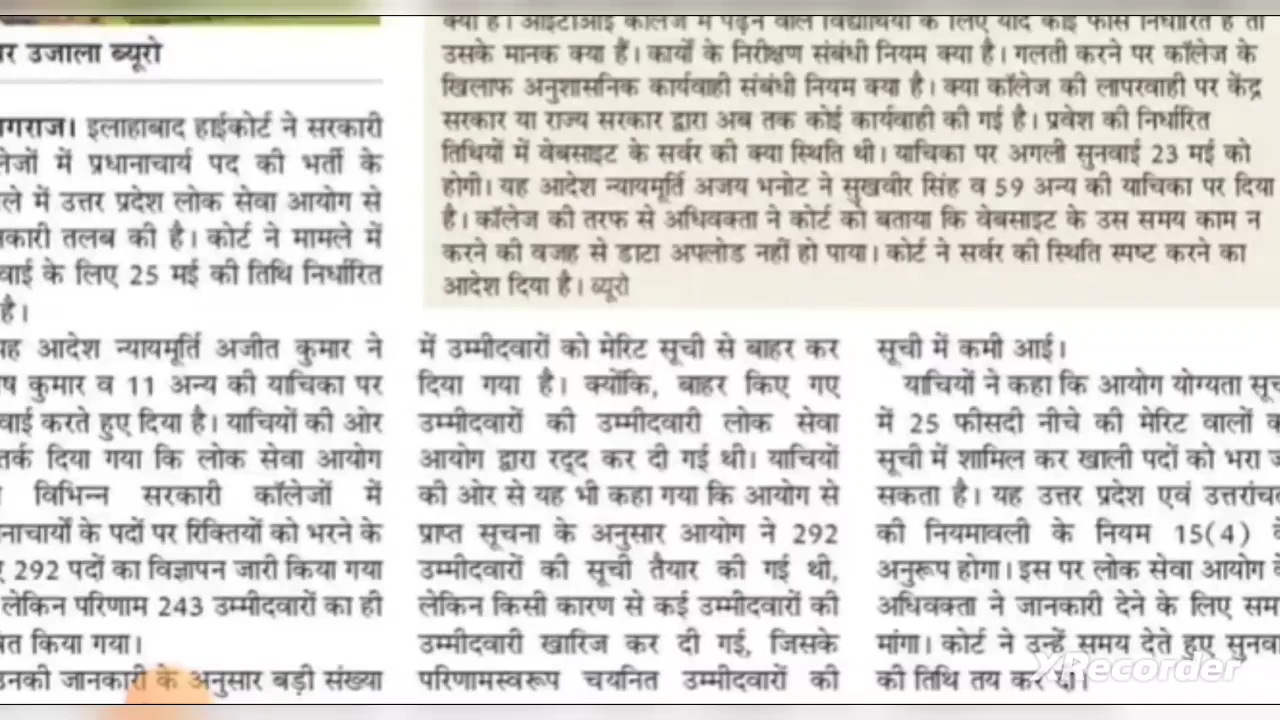 र उजाला ब्यूरो
गराज। इलाहाबाद हाईकोर्ट ने सरकारी
लेजों में प्रधानाचार्य पद की भर्ती के
ले में उत्तर प्रदेश लोक सेवा आयोग से
कारी तलब की है। कोर्ट ने मामले में
वाई के लिए 25 मई की तिथि निर्धारित
है।
ह आदेश न्यायमूर्ति अजीत कुमार ने
ष कुमार व 11 अन्य की याचिका पर
वाई करते हुए दिया है। याचियों की ओर
तर्क दिया गया कि लोक सेवा आयोग
विभिन्न सरकारी कॉलेजों में
नाचार्यों के पदों पर रिक्तियों को भरने के
292 पदों का विज्ञापन जारी किया गया
लेकिन परिणाम 243 उम्मीदवारों का ही
ित किया गया।
नकी जानकारी के अनुसार बड़ी संख्या
क्या है। आईटीआई कॉलेज में पढ़ने वाले विद्यार्थियों के लिए यदि कोई फीस निर्धारित है तो
उसके मानक क्या हैं। कार्यों के निरीक्षण संबंधी नियम क्या है। गलती करने पर कॉलेज के
खिलाफ अनुशासनिक कार्यवाही संबंधी नियम क्या है। क्या कॉलेज की लापरवाही पर केंद्र
सरकार या राज्य सरकार द्वारा अब तक कोई कार्यवाही की गई है। प्रवेश की निर्धारित
तिथियों में वेबसाइट के सर्वर की क्या स्थिति थी। याचिका पर अगली सुनवाई 23 मई को
होगी। यह आदेश न्यायमूर्ति अजय भनोट ने सुखवीर सिंह व 59 अन्य की याचिका पर दिया
है। कॉलेज की तरफ से अधिवक्ता ने कोर्ट को बताया कि वेबसाइट के उस समय काम न
करने की वजह से डाटा अपलोड नहीं हो पाया। कोर्ट ने सर्वर की स्थिति स्पष्ट करने का
आदेश दिया है। ब्यूरो
में उम्मीदवारों को मेरिट सूची से बाहर कर
दिया गया है। क्योंकि, बाहर किए गए
उम्मीदवारों की उम्मीदवारी लोक सेवा
आयोग द्वारा रद्द कर दी गई थी। याचियों
की ओर से यह भी कहा गया कि आयोग से
प्राप्त सूचना के अनुसार आयोग ने 292
उम्मीदवारों की सूची तैयार की गई थी,
लेकिन किसी कारण से कई उम्मीदवारों की
उम्मीदवारी खारिज कर दी गई, जिसके
परिणामस्वरूप चयनित उम्मीदवारों की
सूची में कमी आई।
याचियों ने कहा कि आयोग योग्यता सूच
में 25 फीसदी नीचे की मेरिट वालों क
सूची में शामिल कर खाली पदों को भरा ज
सकता है। यह उत्तर प्रदेश एवं उत्तरांचल
की नियमावली के नियम 15(4) के
अनुरूप होगा। इस पर लोक सेवा आयोग के
अधिवक्ता ने जानकारी देने के लिए समय
मांगा। कोर्ट ने उन्हें समय देते हुए सुनवा
की तिथि तय कर दी।
XRecorder